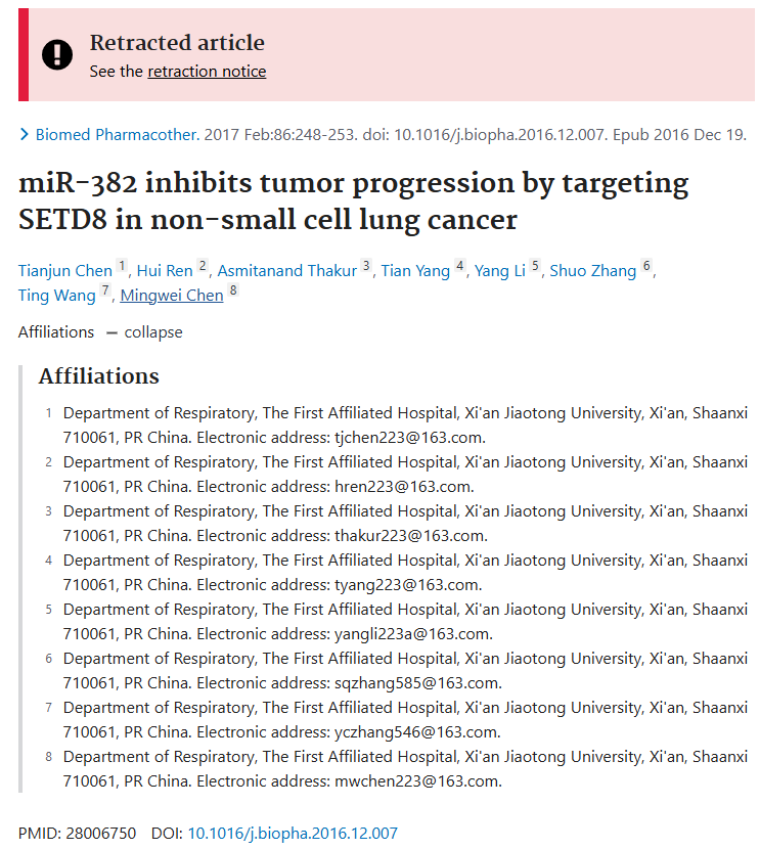 Retracted article
See the retraction notice
Biomed Pharmacother. 2017 Feb:86:248-253. doi: 10.1016/j.biopha.2016.12.007. Epub 2016 Dec 19.
miR-382 inhibits tumor progression by targeting
SETD8 in non-small cell lung cancer
Tianjun Chen 1, Hui Ren 2, Asmitanand Thakur 3, Tian Yang 4, Yang Li 5, Shuo Zhang 6,
Ting Wang 7, Mingwei Chen 8
Affiliations — collapse
Affiliations
1 Department of Respiratory, The First Affiliated Hospital, Xi'an Jiaotong University, Xi'an, Shaanxi
710061, PR China. Electronic address: tjchen223@163.com.
2 Department of Respiratory, The First Affiliated Hospital, Xi'an Jiaotong University, Xi'an, Shaanxi
710061, PR China. Electronic address: hren223@163.com.
3 Department of Respiratory, The First Affiliated Hospital, Xi'an Jiaotong University, Xi'an, Shaanxi
710061, PR China. Electronic address: thakur223@163.com.
4 Department of Respiratory, The First Affiliated Hospital, Xi'an Jiaotong University, Xi'an, Shaanxi
710061, PR China. Electronic address: tyang223@163.com.
5 Department of Respiratory, The First Affiliated Hospital, Xi'an Jiaotong University, Xi'an, Shaanxi
710061, PR China. Electronic address: yangli223a@163.com.
6 Department of Respiratory, The First Affiliated Hospital, Xi'an Jiaotong University, Xi'an, Shaanxi
710061, PR China. Electronic address: sqzhang585@163.com.
7 Department of Respiratory, The First Affiliated Hospital, Xi'an Jiaotong University, Xi'an, Shaanxi
710061, PR China. Electronic address: yczhang546@163.com.
8 Department of Respiratory, The First Affiliated Hospital, Xi'an Jiaotong University, Xi'an, Shaanxi
710061, PR China. Electronic address: mwchen223@163.com.
PMID: 28006750 DOI: 10.1016/j.biopha.2016.12.007